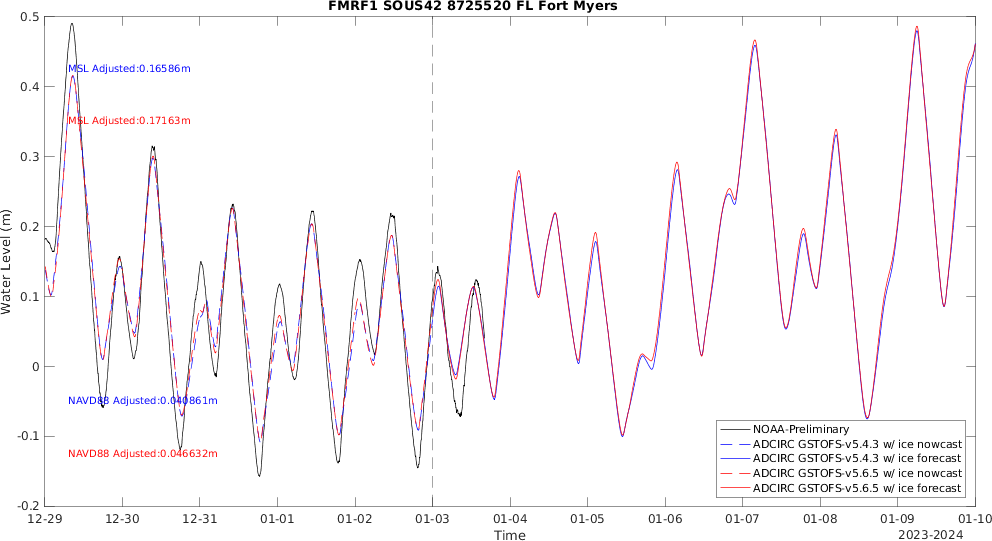 FMRF1 SOUS42 8725520 FL Fort Myers
0.5
0.4
0.3
0.2
0.1
0
-0.1
-0.2
Water Level (m)
MSL Adjusted:0.16586m
MSL Adjusted:0.17163m
NAVD88 Adjusted:0.040861m
NAVD88 Adjusted:0.046632m
NOAA-Preliminary
ADCIRC GSTOFS-v5.4.3 w/ ice nowcast
ADCIRC GSTOFS-v5.4.3 w/ ice forecast
ADCIRC GSTOFS-v5.6.5 w/ ice nowcast
ADCIRC GSTOFS-v5.6.5 w/ ice forecast
12-29 12-30 12-31 01-01 01-02 01-03 01-04 01-05 01-06 01-07 01-08 01-09 01-10
Time
2023-2024